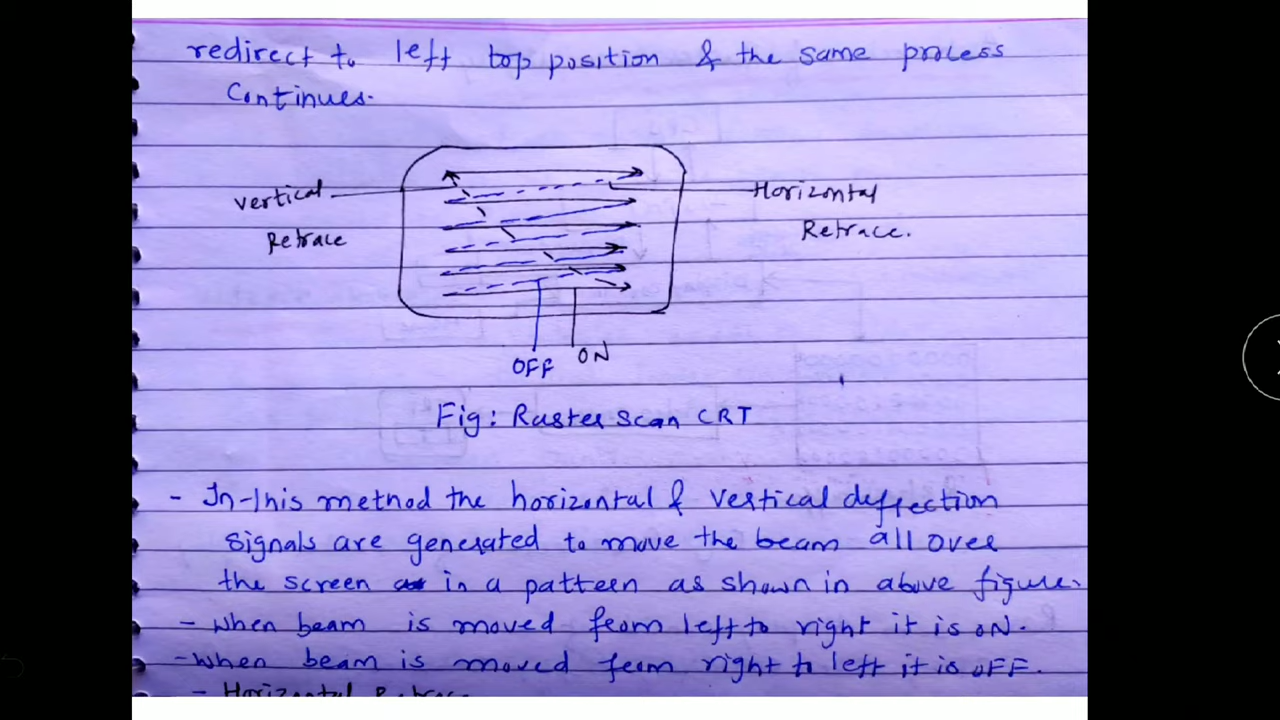 redirect to left top position & the same process
Continues.
Vertical
Retrace
Horizontal
Retrace.
OFF
ON
Fig: Raster scan CRT
- In this method the horizontal & vertical deffection
signals are generated to move the beam all over
the screen in a pattern as shown in above figure.
- When beam is moved from left to right it is ON.
- When beam is moved from right to left it is OFF.
- Horizontal Retrace